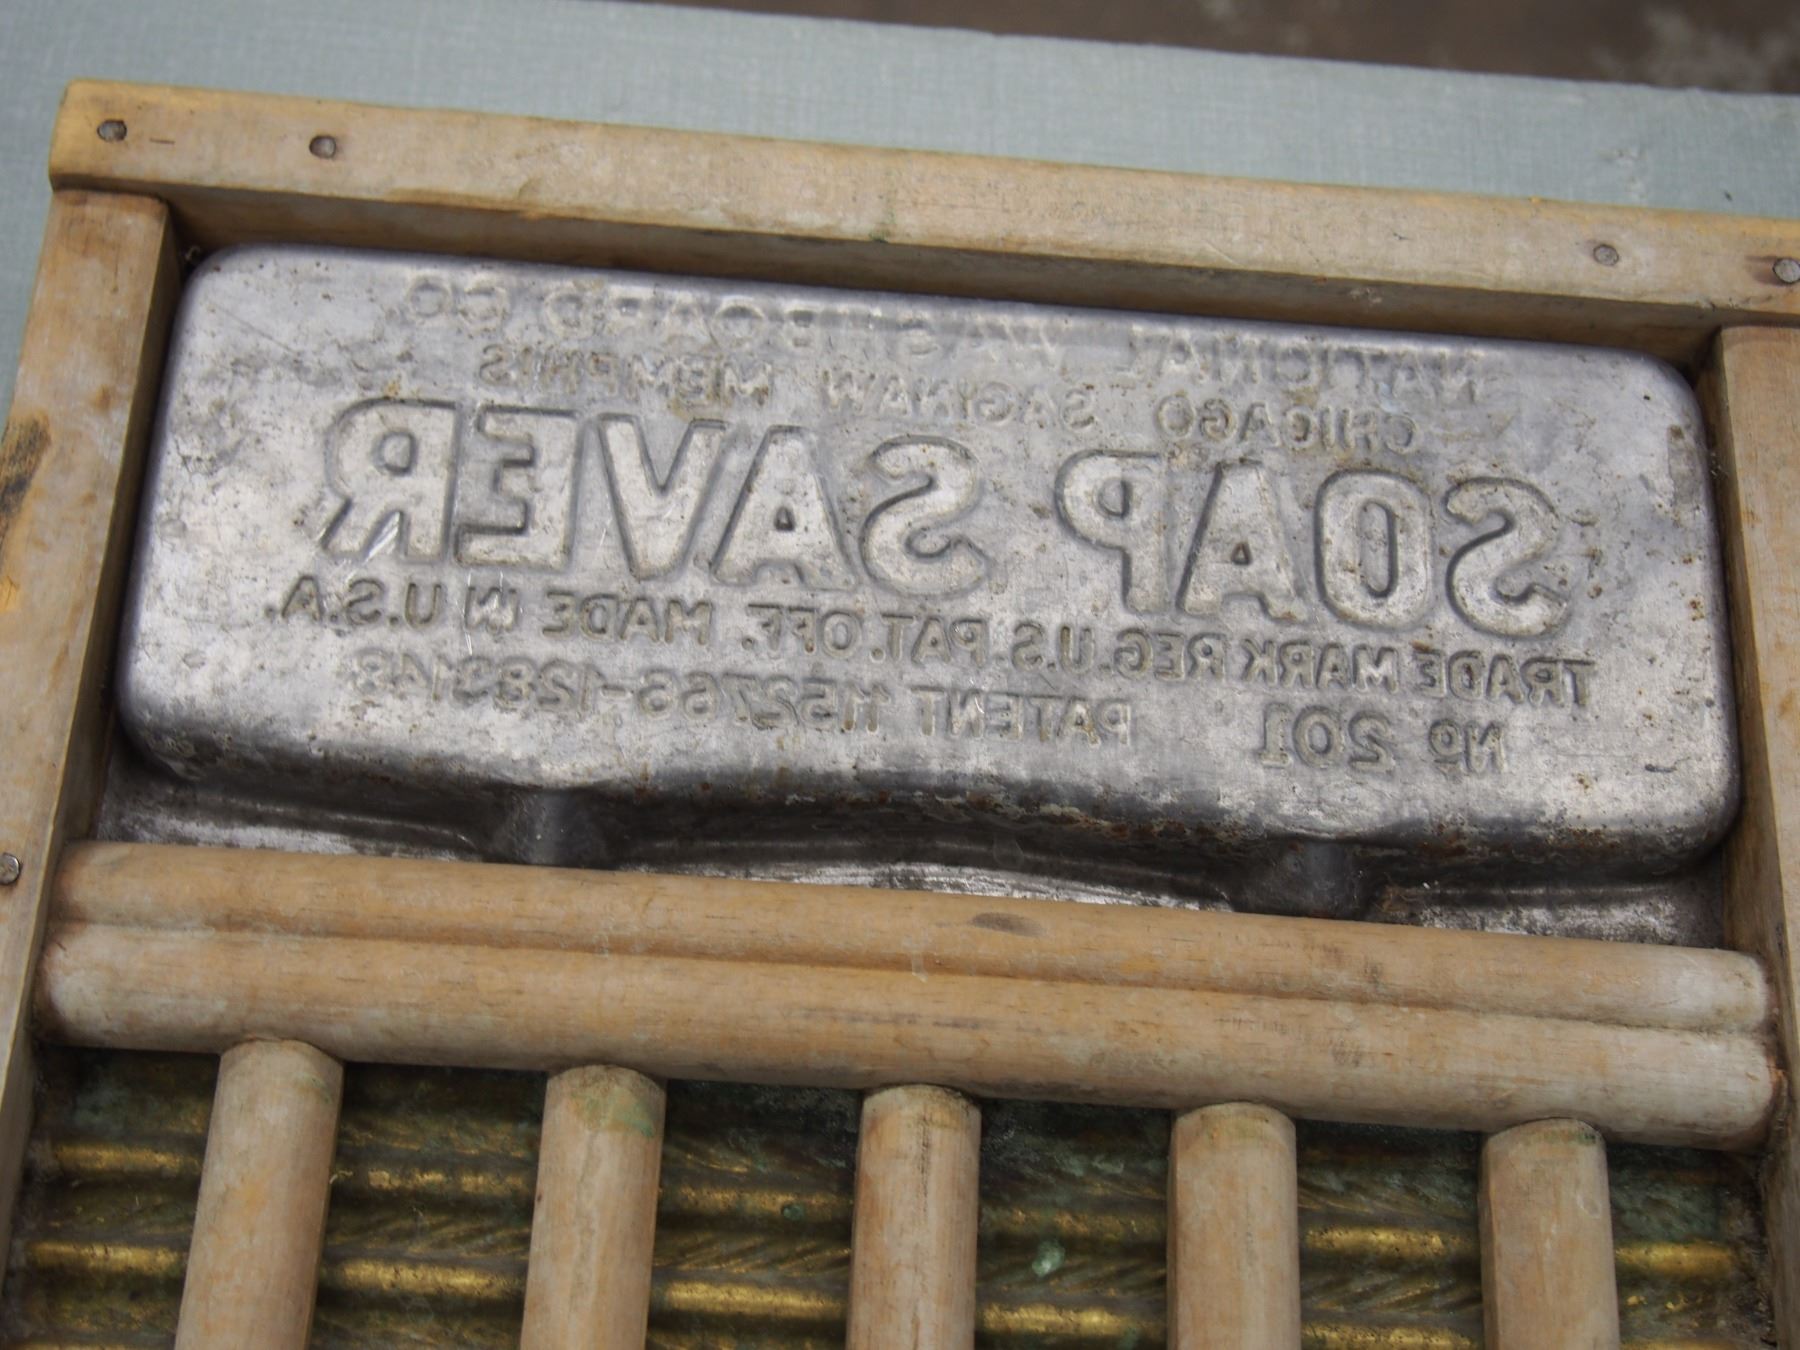 NATIONAL WASHBOARD CO.
CHICAGO SAGINAW MEMPHIS
SOAP SAVER
TRADE MARK REG. U.S. PAT. OFF. MADE IN U.S.A.
No 201 PATENT 1152766-1283148